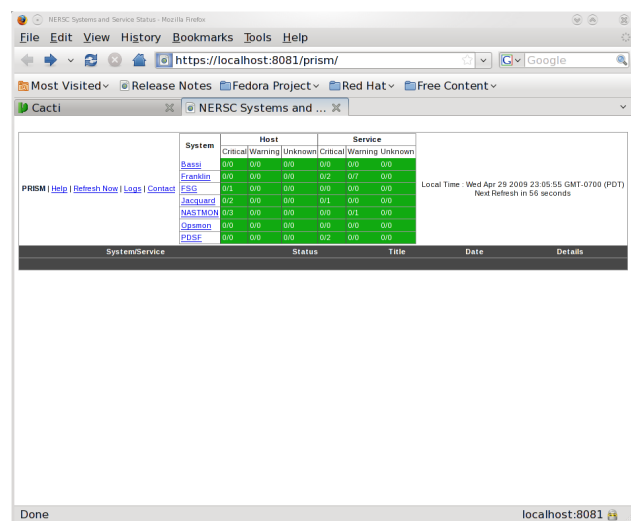 NERSC Systems and Service Status - Mozilla Firefox
File Edit View History Bookmarks Tools Help
https://localhost:8081/prism/
G Google
Most Visited Release Notes Fedora Project Red Hat Free Content
Cacti NERSC Systems and ...
System Host Service
Critical Warning Unknown Critical Warning Unknown
Bassi 0/0 0/0 0/0 0/0 0/0 0/0
Franklin 0/0 0/0 0/0 0/2 0/7 0/0
FSG 0/1 0/0 0/0 0/0 0/0 0/0
Jacquard 0/2 0/0 0/0 0/1 0/0 0/0
NASTMON 0/3 0/0 0/0 0/0 0/1 0/0
Opsmon 0/0 0/0 0/0 0/0 0/0 0/0
PDSF 0/0 0/0 0/0 0/2 0/0 0/0
PRISM | Help | Refresh Now | Logs | Contact
Local Time : Wed Apr 29 2009 23:05:55 GMT-0700 (PDT)
Next Refresh in 56 seconds
System/Service Status Title Date Details
Done localhost:8081